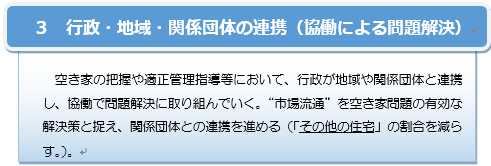 3 行政・地域・関係団体の連携(協働による問題解決)
空き家の把握や適正管理指導等において、行政が地域や関係団体と連携
し、協働で問題解決に取り組んでいく。“市場流通”を空き家問題の有効な
解決策と捉え、関係団体との連携を進める(「その他の住宅」の割合を減ら
す。)。